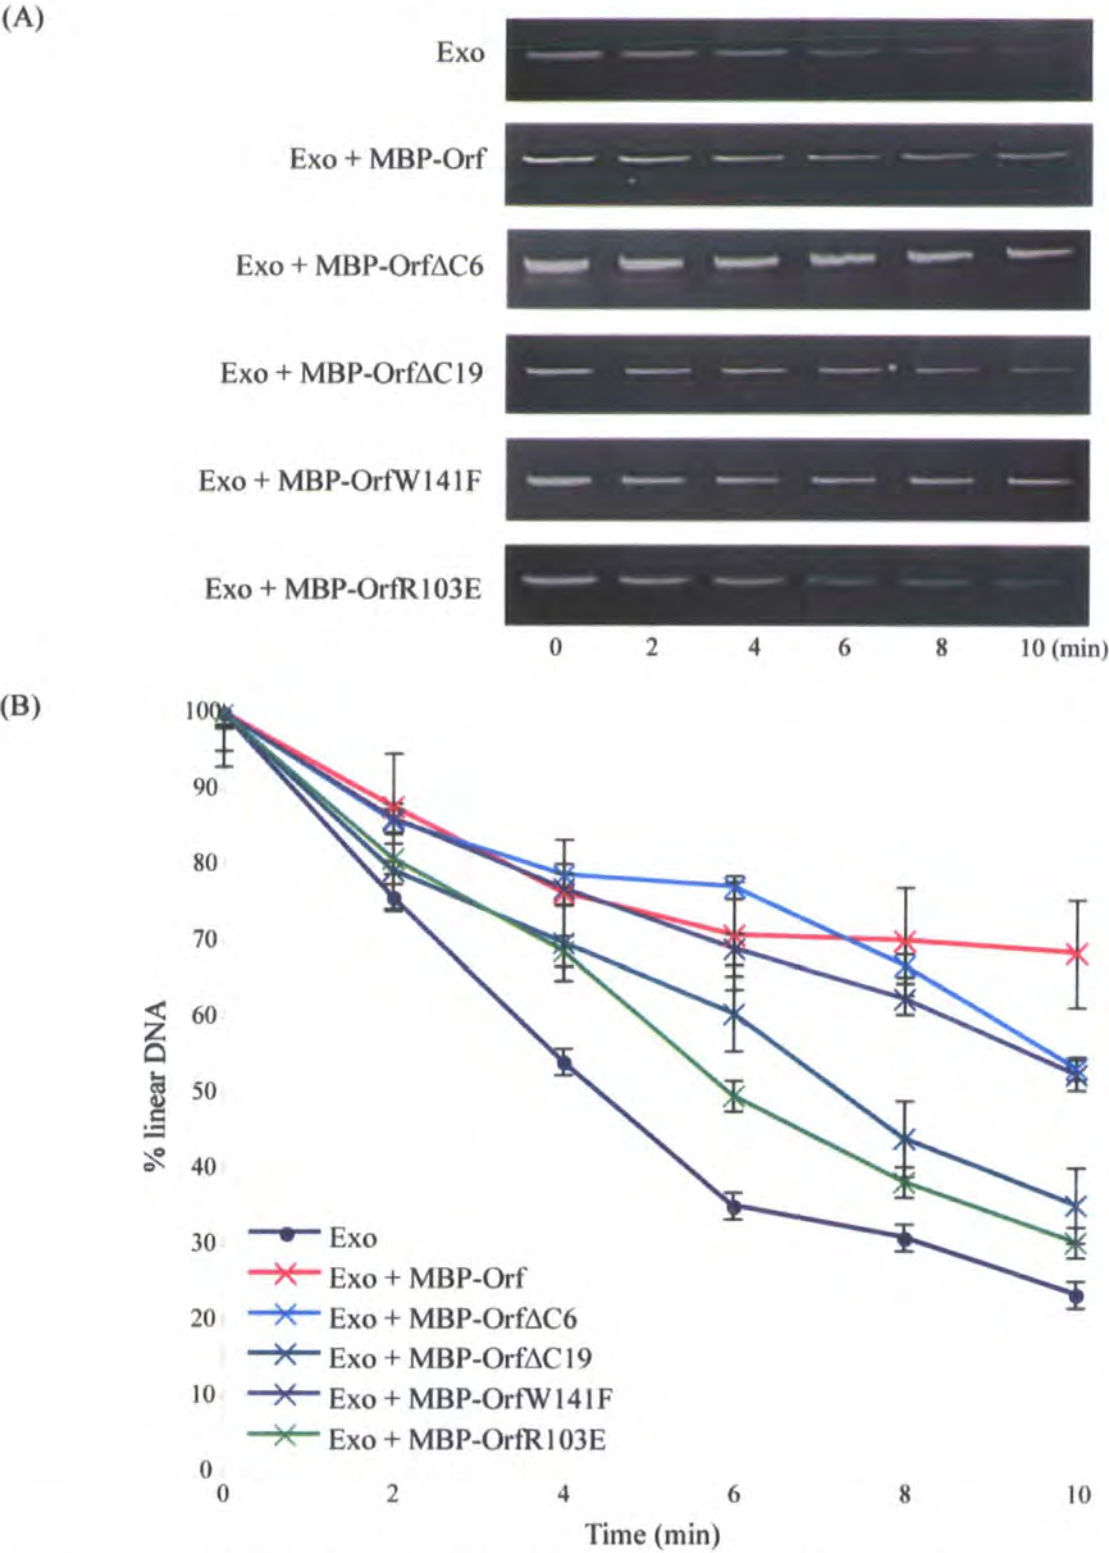 (A)
Exo
Exo + MBP-Orf
Exo + MBP-OrfΔC6
Exo + MBP-OrfΔC19
Exo + MBP-OrfW141F
Exo + MBP-OrfR103E
0 2 4 6 8 10 (min)
(B)
100
90
80
70
60
50
40
30
20
10
0
% linear DNA
Exo
Exo + MBP-Orf
Exo + MBP-OrfΔC6
Exo + MBP-OrfΔC19
Exo + MBP-OrfW141F
Exo + MBP-OrfR103E
0 2 4 6 8 10
Time (min)